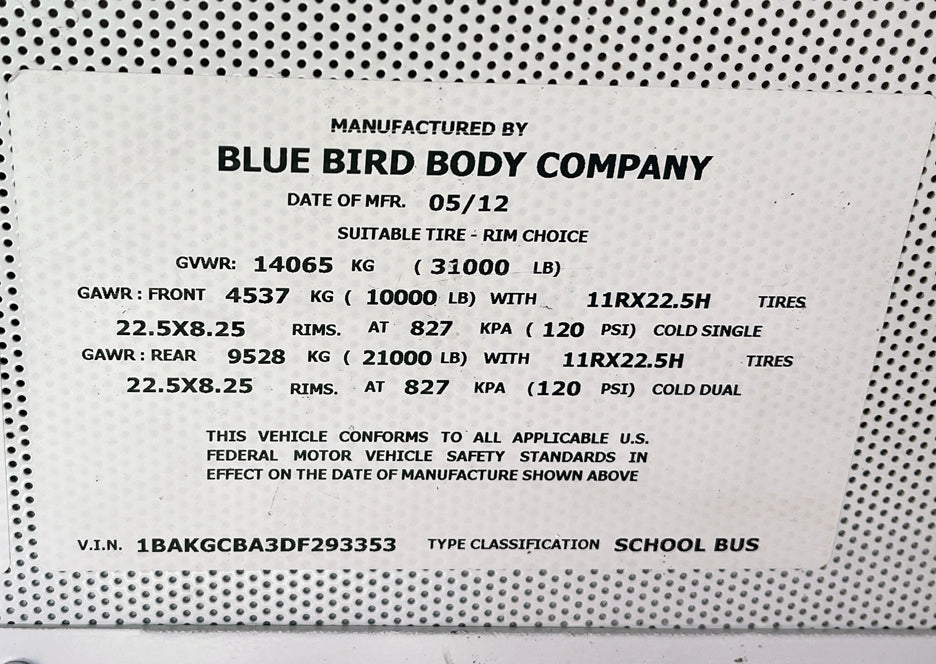 MANUFACTURED BY
BLUE BIRD BODY COMPANY
DATE OF MFR. 05/12
SUITABLE TIRE - RIM CHOICE
GVWR: 14065 KG ( 31000 LB)
GAWR : FRONT 4537 KG ( 10000 LB) WITH 11RX22.5H TIRES
22.5X8.25 RIMS. AT 827 KPA ( 120 PSI) COLD SINGLE
GAWR : REAR 9528 KG ( 21000 LB) WITH 11RX22.5H TIRES
22.5X8.25 RIMS. AT 827 KPA (120 PSI) COLD DUAL
THIS VEHICLE CONFORMS TO ALL APPLICABLE U.S.
FEDERAL MOTOR VEHICLE SAFETY STANDARDS IN
EFFECT ON THE DATE OF MANUFACTURE SHOWN ABOVE
V.I.N. 1BAKGCBA3DF293353 TYPE CLASSIFICATION SCHOOL BUS